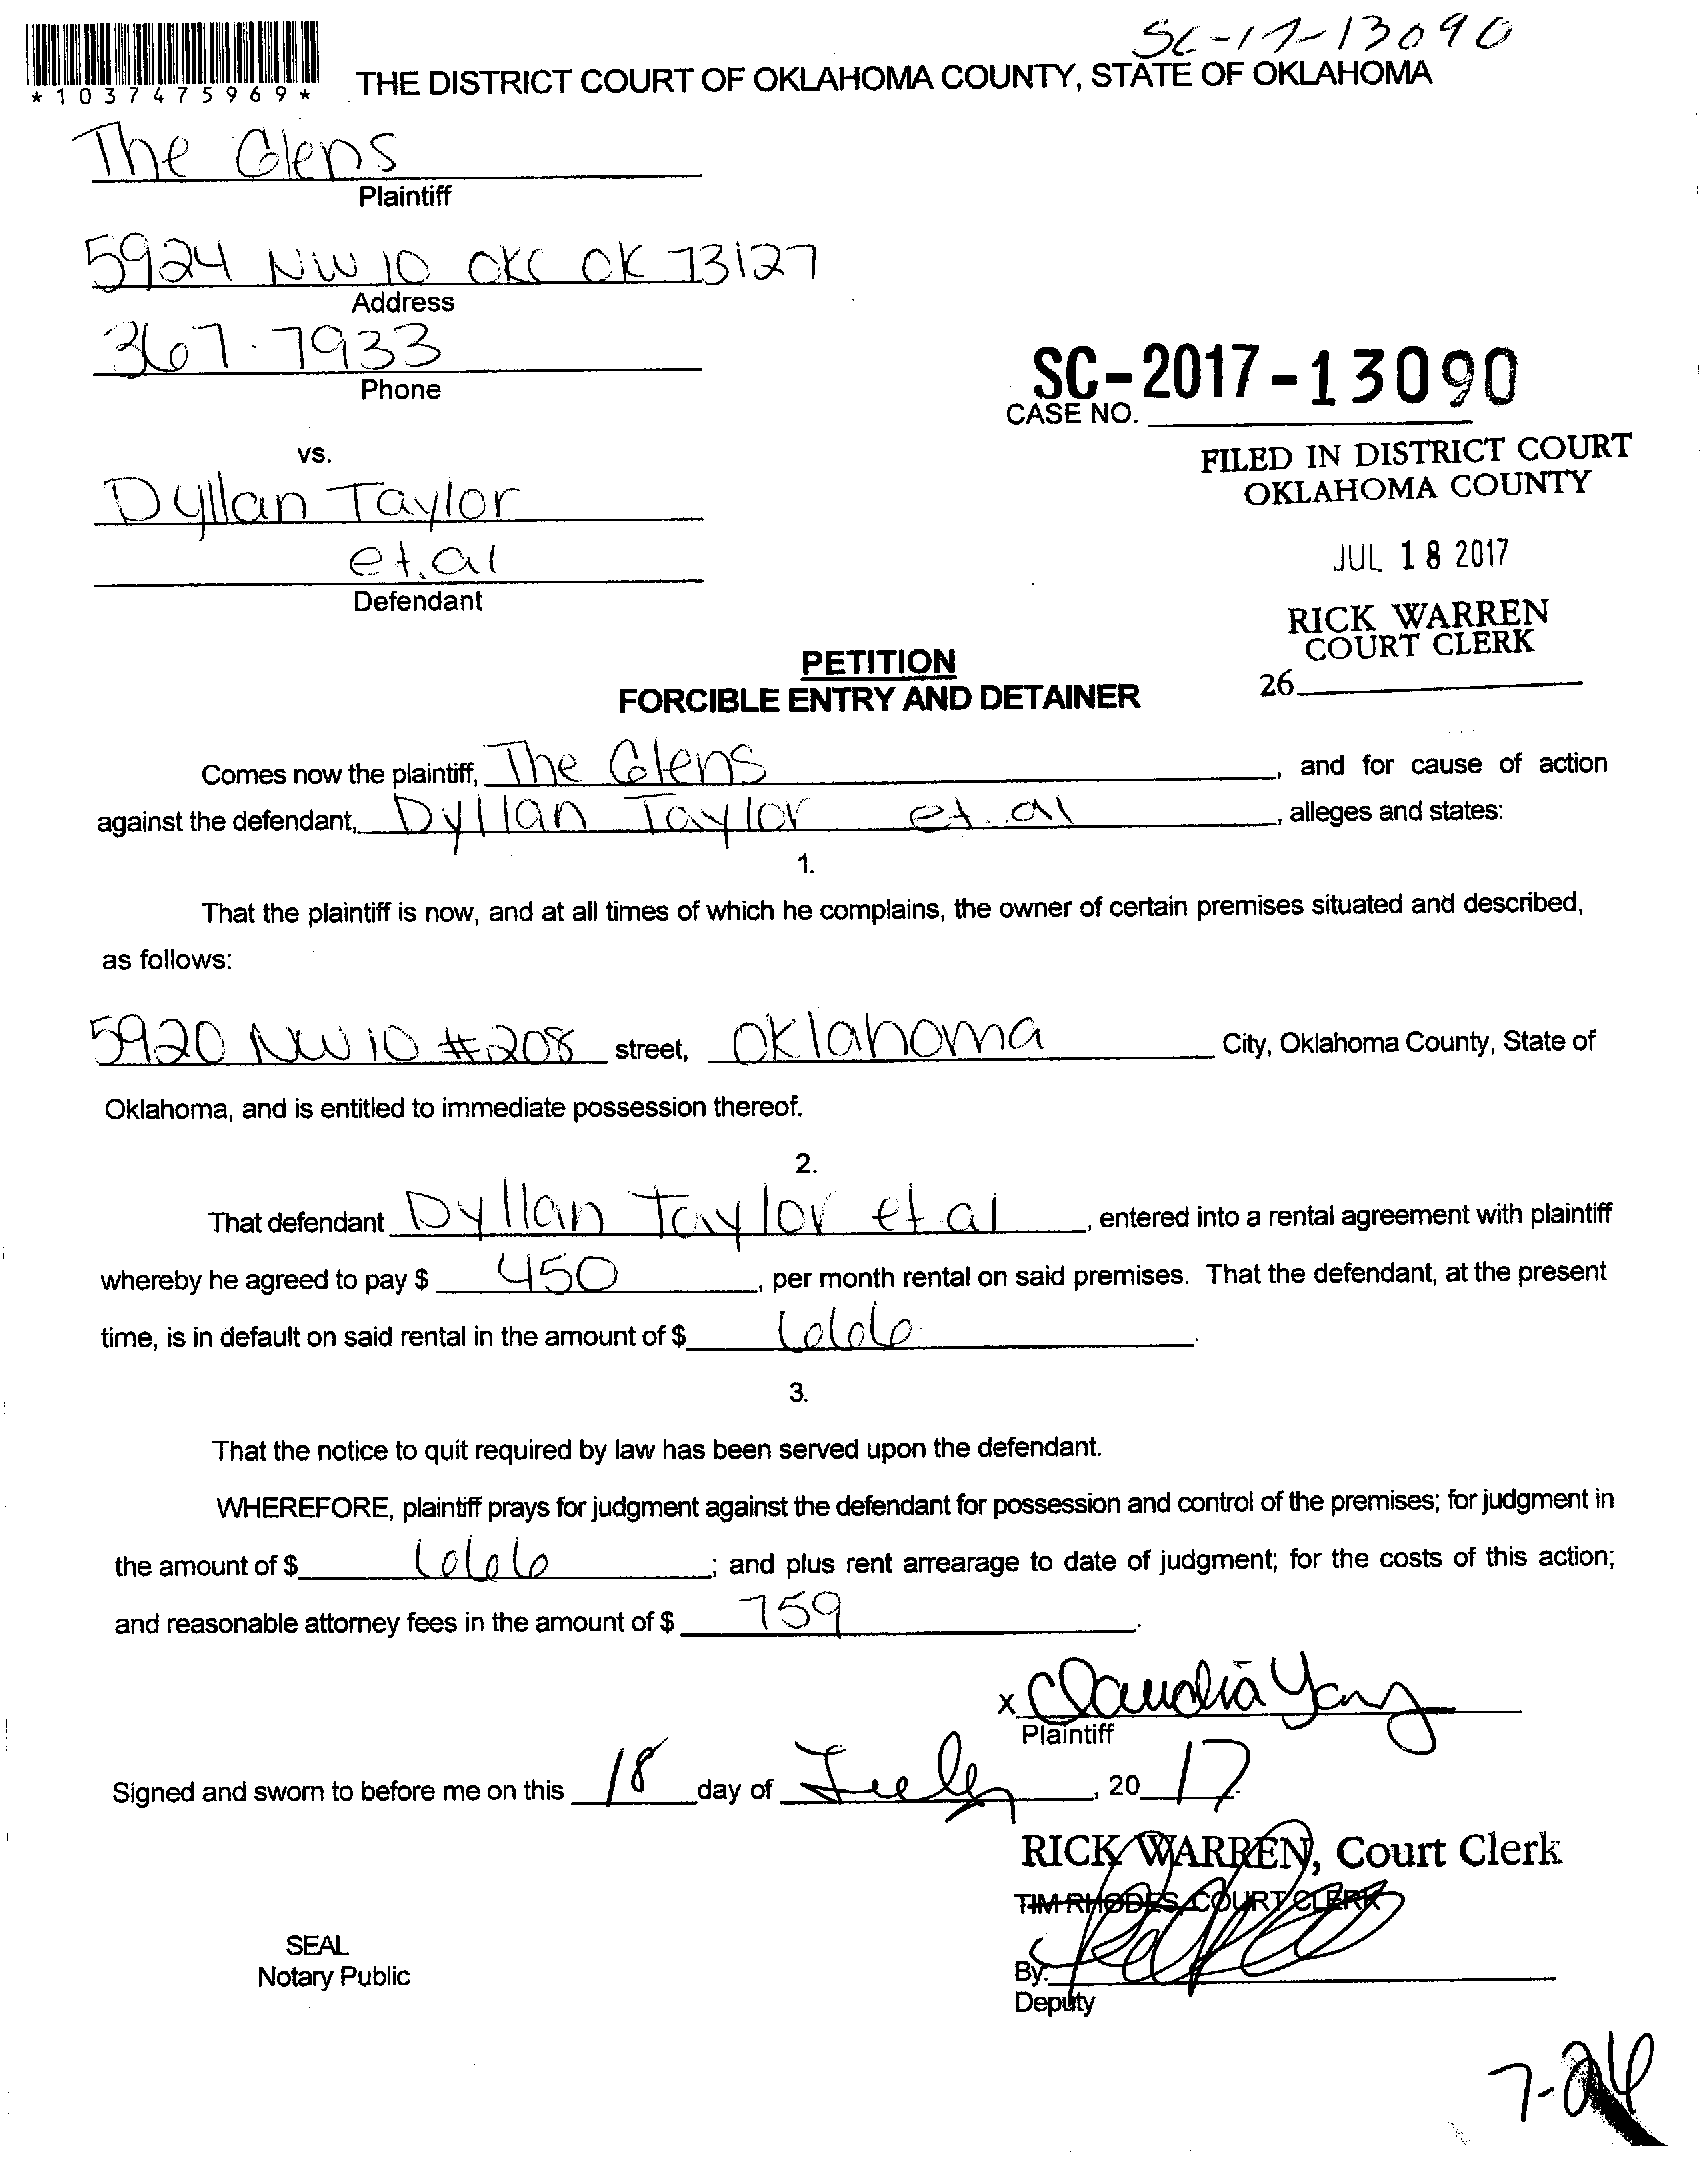 SC-17-13090
*1037475969*
THE DISTRICT COURT OF OKLAHOMA COUNTY, STATE OF OKLAHOMA
The Glens
Plaintiff
5924 NW 10 OKC OK 73127
Address
367.7933
Phone
SC-2017-13090
CASE NO.
FILED IN DISTRICT COURT
OKLAHOMA COUNTY
vs.
Dyllan Taylor
et.al
Defendant
JUL 18 2017
RICK WARREN
COURT CLERK
26
PETITION
FORCIBLE ENTRY AND DETAINER
Comes now the plaintiff, The Glens, and for cause of action
against the defendant, Dyllan Taylor et.al, alleges and states:
1.
That the plaintiff is now, and at all times of which he complains, the owner of certain premises situated and described,
as follows:
5920 NW 10 #208 street, Oklahoma City, Oklahoma County, State of
Oklahoma, and is entitled to immediate possession thereof.
2.
That defendant Dyllan Taylor et al, entered into a rental agreement with plaintiff
whereby he agreed to pay $ 450, per month rental on said premises. That the defendant, at the present
time, is in default on said rental in the amount of $ 666.
3.
That the notice to quit required by law has been served upon the defendant.
WHEREFORE, plaintiff prays for judgment against the defendant for possession and control of the premises; for judgment in
the amount of $ 666; and plus rent arrearage to date of judgment; for the costs of this action;
and reasonable attorney fees in the amount of $ 759.
x Claudia Yang
Plaintiff
Signed and sworn to before me on this 18 day of July, 2017
RICK WARREN, Court Clerk
TIM RHODES, COURT CLERK
SEAL
Notary Public
By:
Deputy